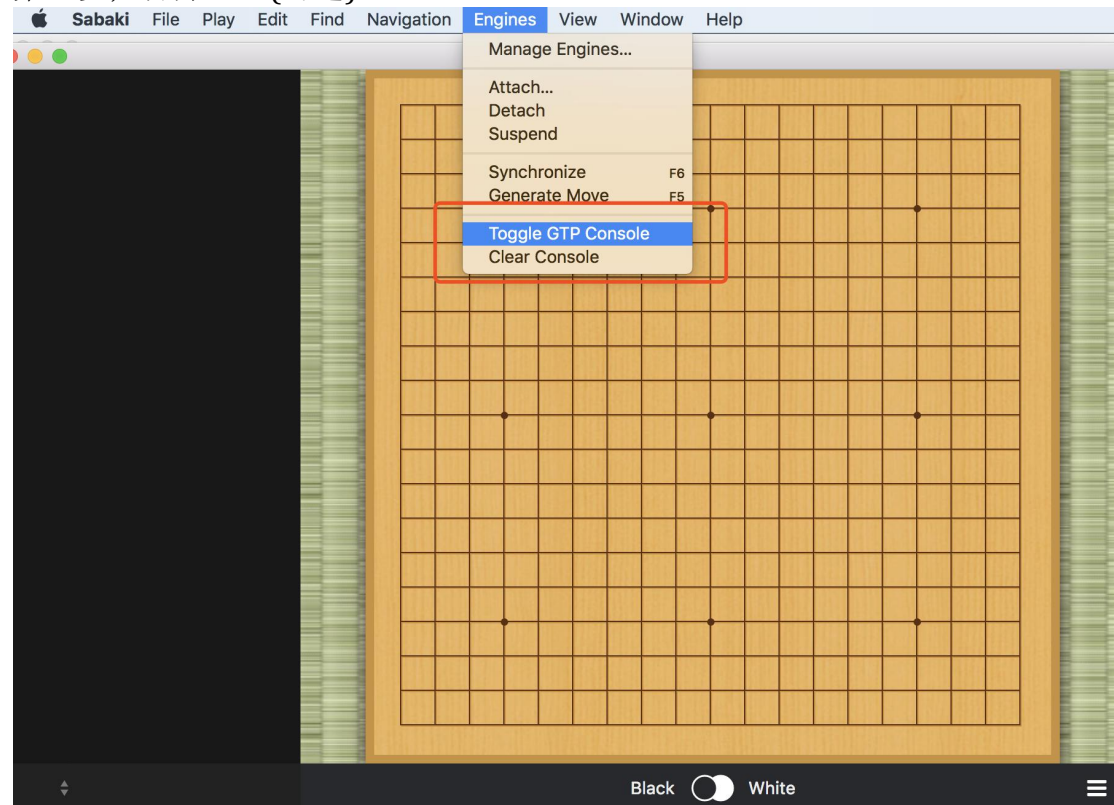 Sabaki File Play Edit Find Navigation Engines View Window Help
Manage Engines...
Attach...
Detach
Suspend
Synchronize F6
Generate Move F5
Toggle GTP Console
Clear Console
Black White